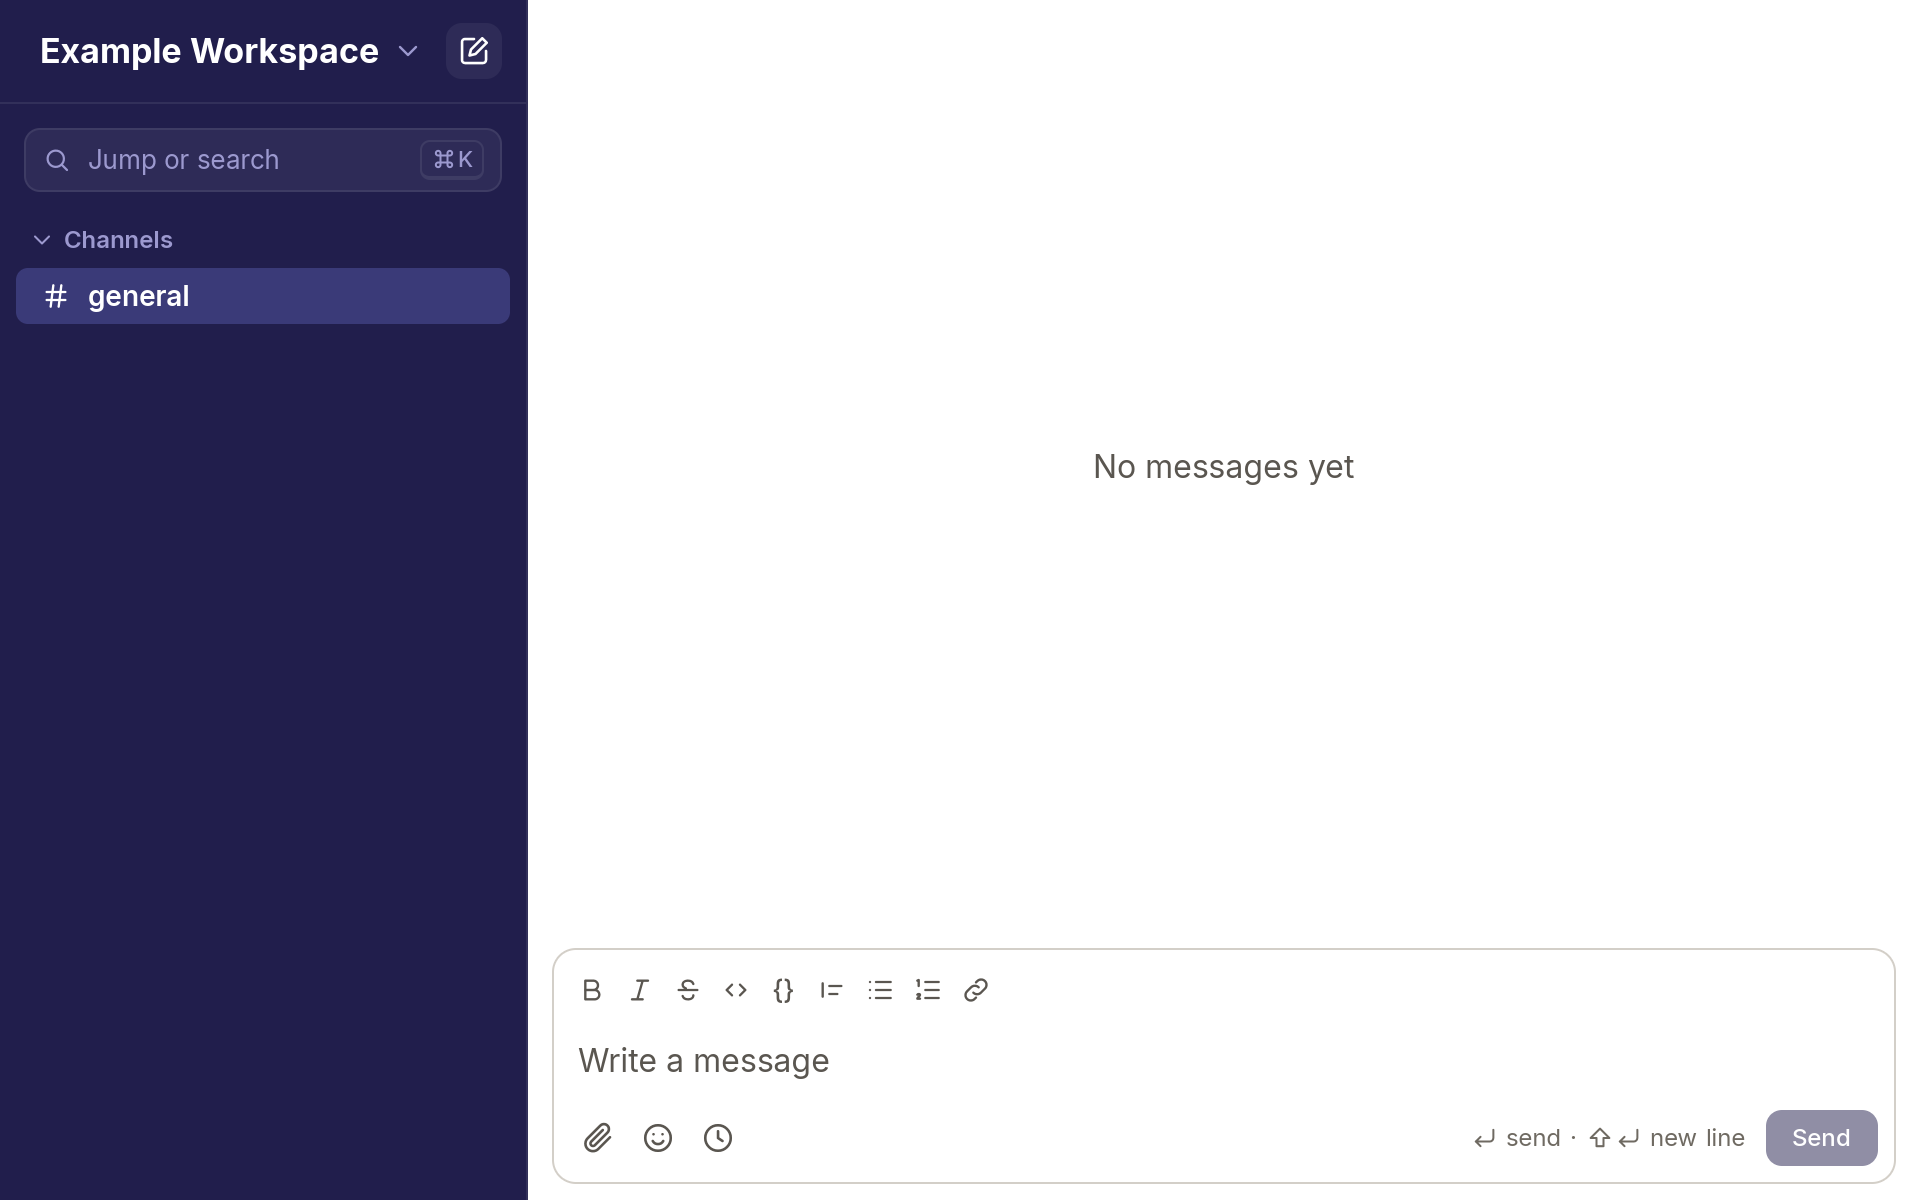 Example Workspace
Jump or search
⌘K
Channels
# general
No messages yet
Write a message
send · new line
Send